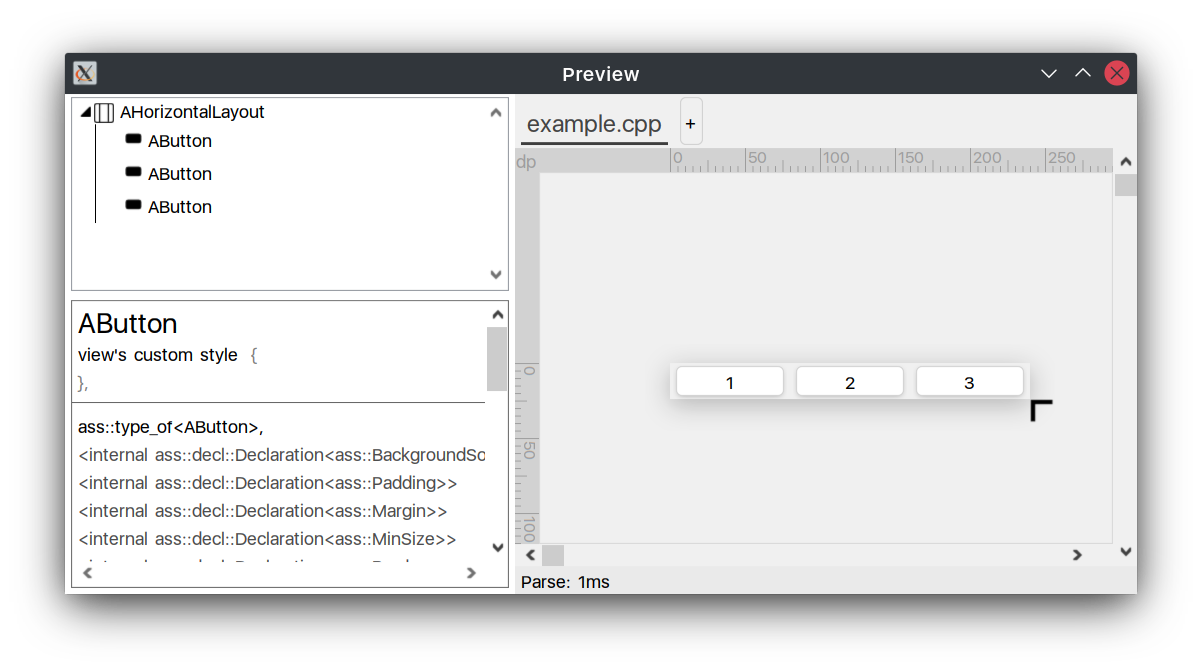 Preview
AHorizontalLayout
AButton
AButton
AButton
AButton
view's custom style {
},
ass::type_of<AButton>,
<internal ass::decl::Declaration<ass::BackgroundSo
<internal ass::decl::Declaration<ass::Padding>>
<internal ass::decl::Declaration<ass::Margin>>
<internal ass::decl::Declaration<ass::MinSize>>
example.cpp +
dp 0 50 100 150 200 250
0
50
100
1 2 3
Parse: 1ms